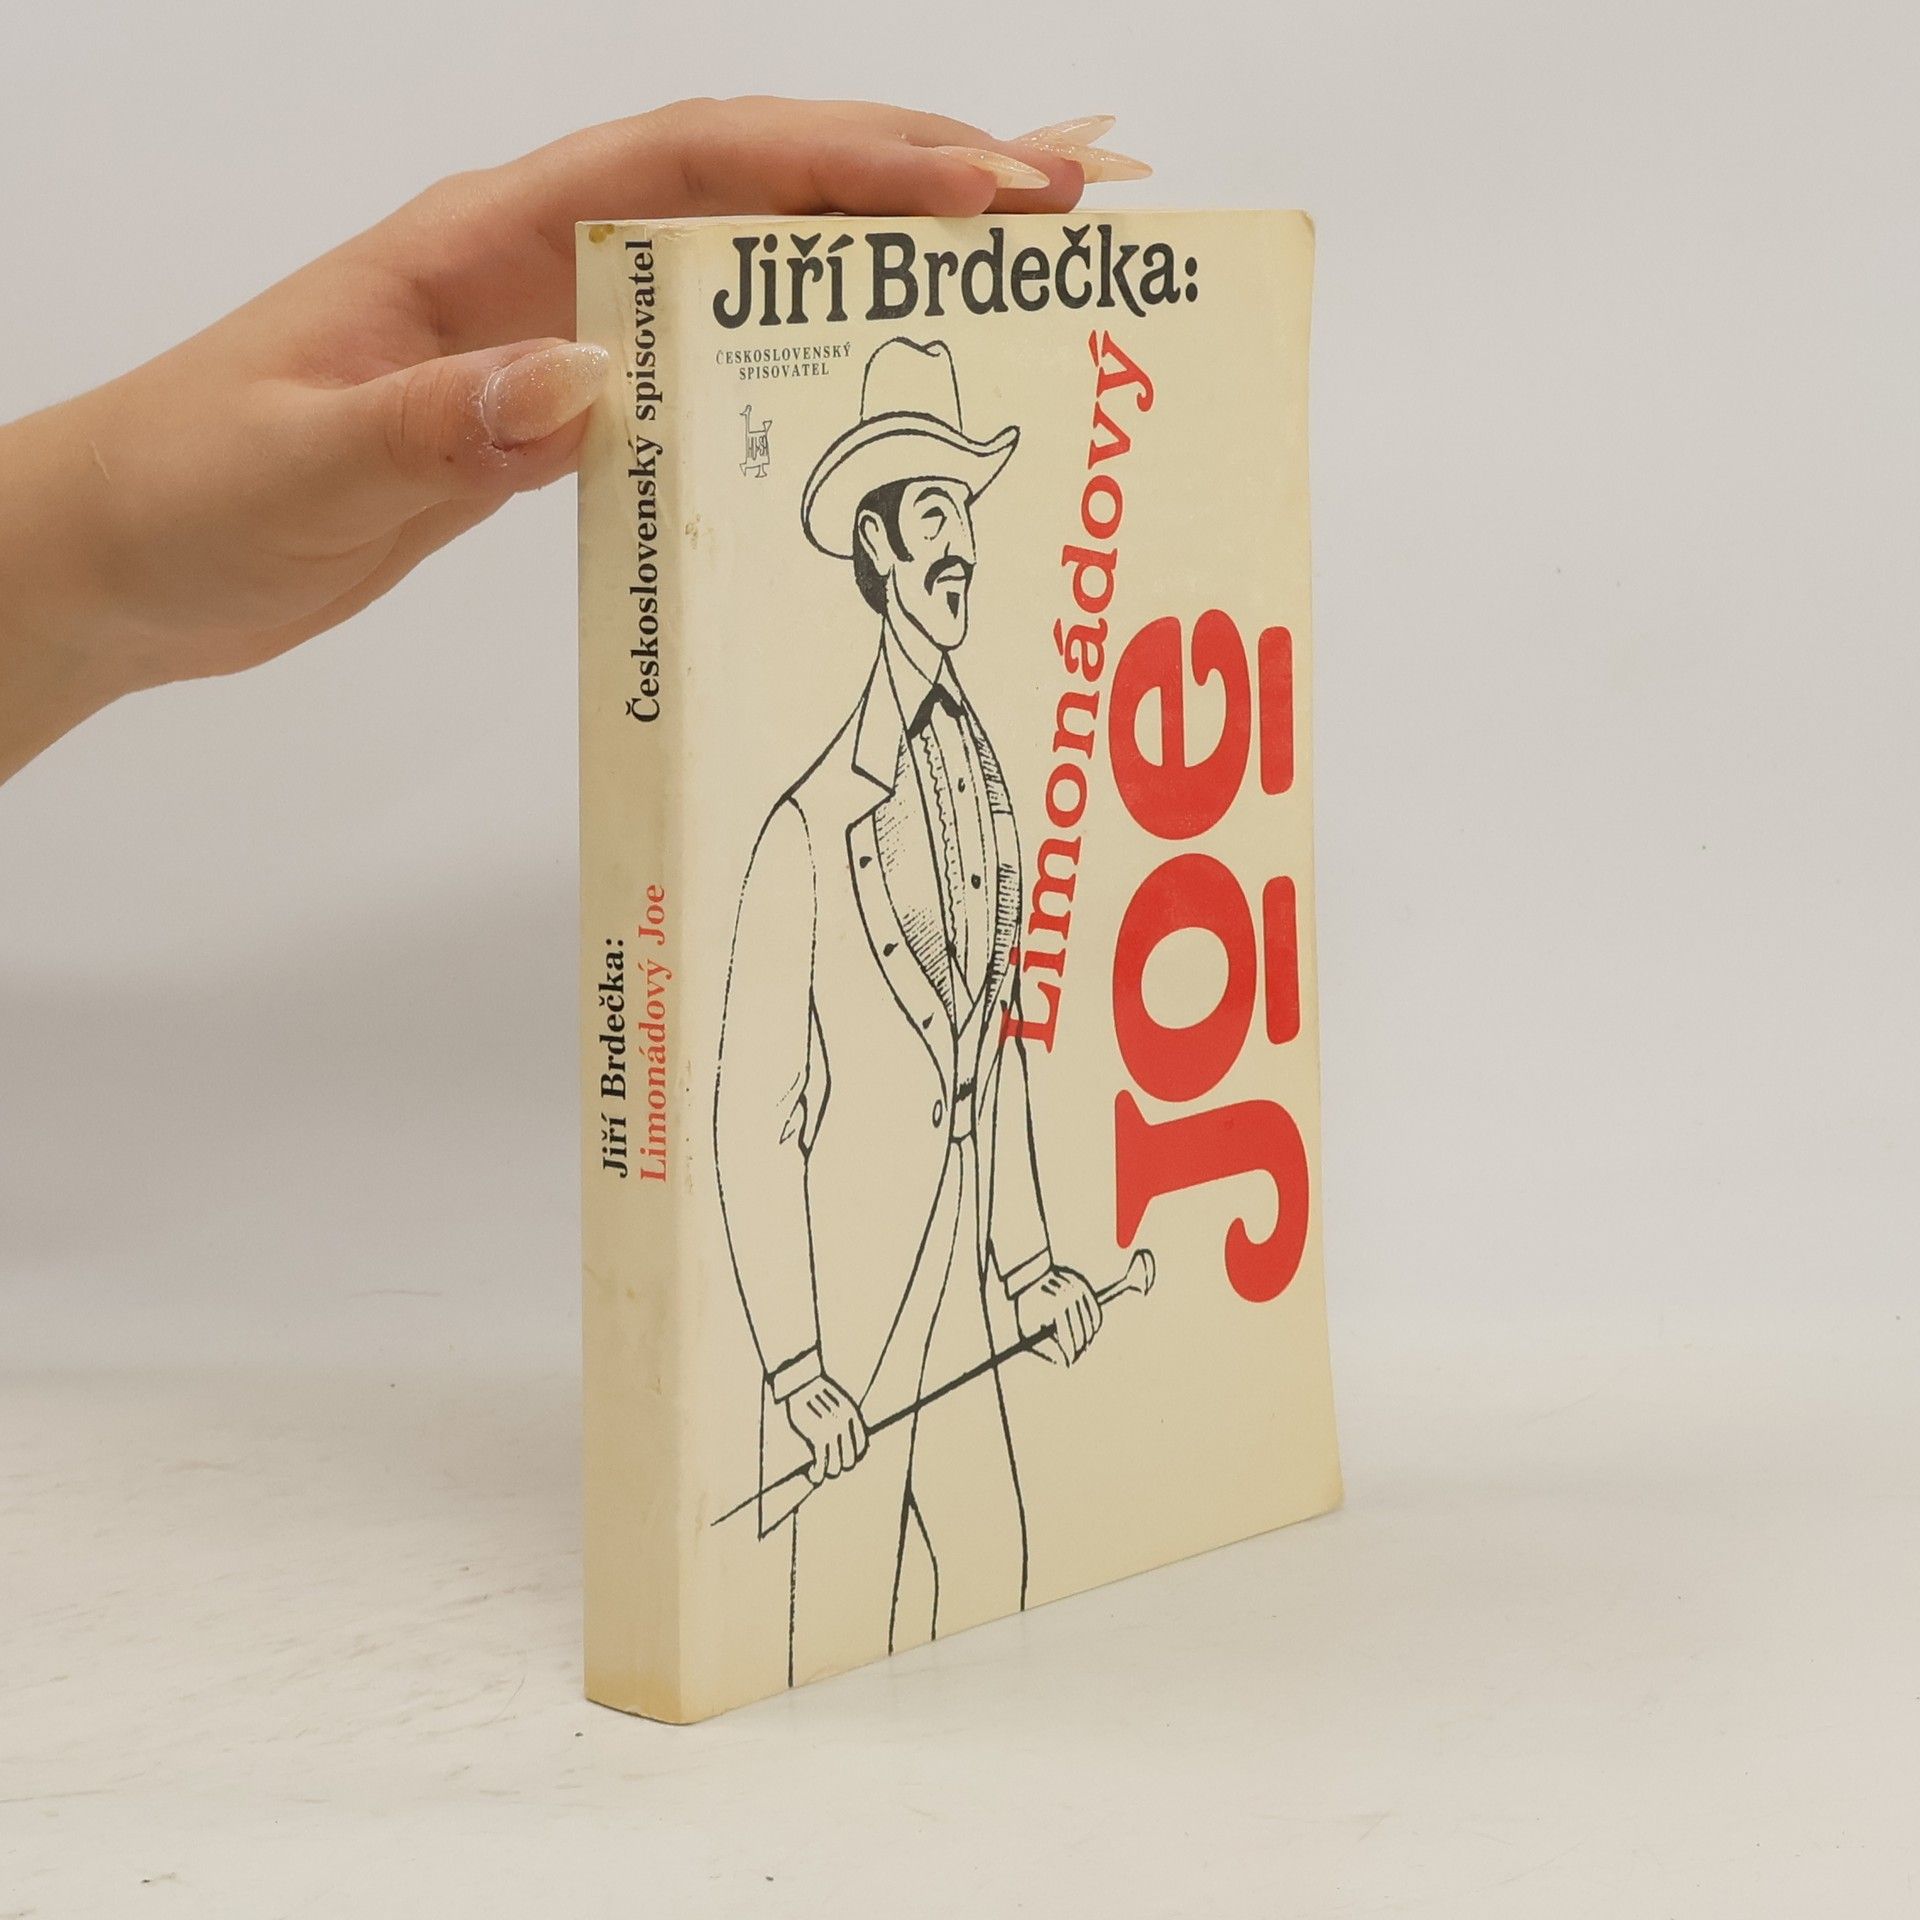 Jiří Brdečka:
ČESKOSLOVENSKÝ
SPISOVATEL
Limonádový
Joe
Jiří Brdečka:
Limonádový Joe
Československý spisovatel